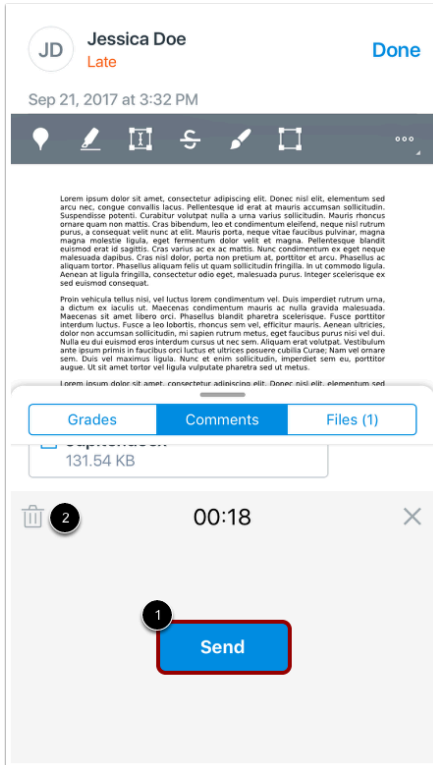 JD
Jessica Doe
Late
Done
Sep 21, 2017 at 3:32 PM
Lorem ipsum dolor sit amet, consectetur adipiscing elit. Donec nisl elit, elementum sed
arcu nec, congue convallis lacus. Pellentesque id erat at mauris accumsan sollicitudin.
Suspendisse potenti. Curabitur volutpat nulla a urna varius sollicitudin. Mauris rhoncus
ornare quam non mattis. Cras bibendum, leo et condimentum eleifend, neque nisl rutrum
purus, a consequat velit nunc at elit. Mauris porta, neque vitae faucibus pulvinar, magna
magna molestie ligula, eget fermentum dolor velit et magna. Pellentesque blandit
euismod erat id sagittis. Cras varius ac ex ac mattis. Nunc condimentum ex eget neque
malesuada dapibus. Cras nisl dolor, porta non pretium at, porttitor et arcu. Phasellus ac
aliquam tortor. Phasellus aliquam felis ut quam sollicitudin fringilla. In ut commodo ligula.
Aenean at ligula fringilla, consectetur odio eget, malesuada purus. Integer scelerisque ex
sed euismod consequat.
Proin vehicula tellus nisi, vel luctus lorem condimentum vel. Duis imperdiet rutrum urna,
a dictum ex iaculis ut. Maecenas condimentum mauris ac nulla gravida malesuada.
Maecenas sit amet libero orci. Phasellus blandit pharetra scelerisque. Fusce porttitor
interdum luctus. Fusce a leo lobortis, rhoncus sem vel, efficitur mauris. Aenean ultricies,
dolor non accumsan sollicitudin, mi sapien rutrum metus, eget faucibus purus nisi vel dui.
Nulla eu dui euismod eros interdum cursus ut nec sem. Aliquam erat volutpat. Vestibulum
ante ipsum primis in faucibus orci luctus et ultrices posuere cubilia Curae; Nam vel ornare
sem. Duis vel maximus ligula. Nunc et enim sollicitudin, imperdiet sem eu, porttitor
augue. Ut sit amet tortor vel ligula vulputate pharetra sed ut metus.
Lorem ipsum dolor sit amet, consectetur adipiscing elit. Donec nisl elit, elementum sed
Grades
Comments
Files (1)
131.54 KB
2
00:18
1
Send